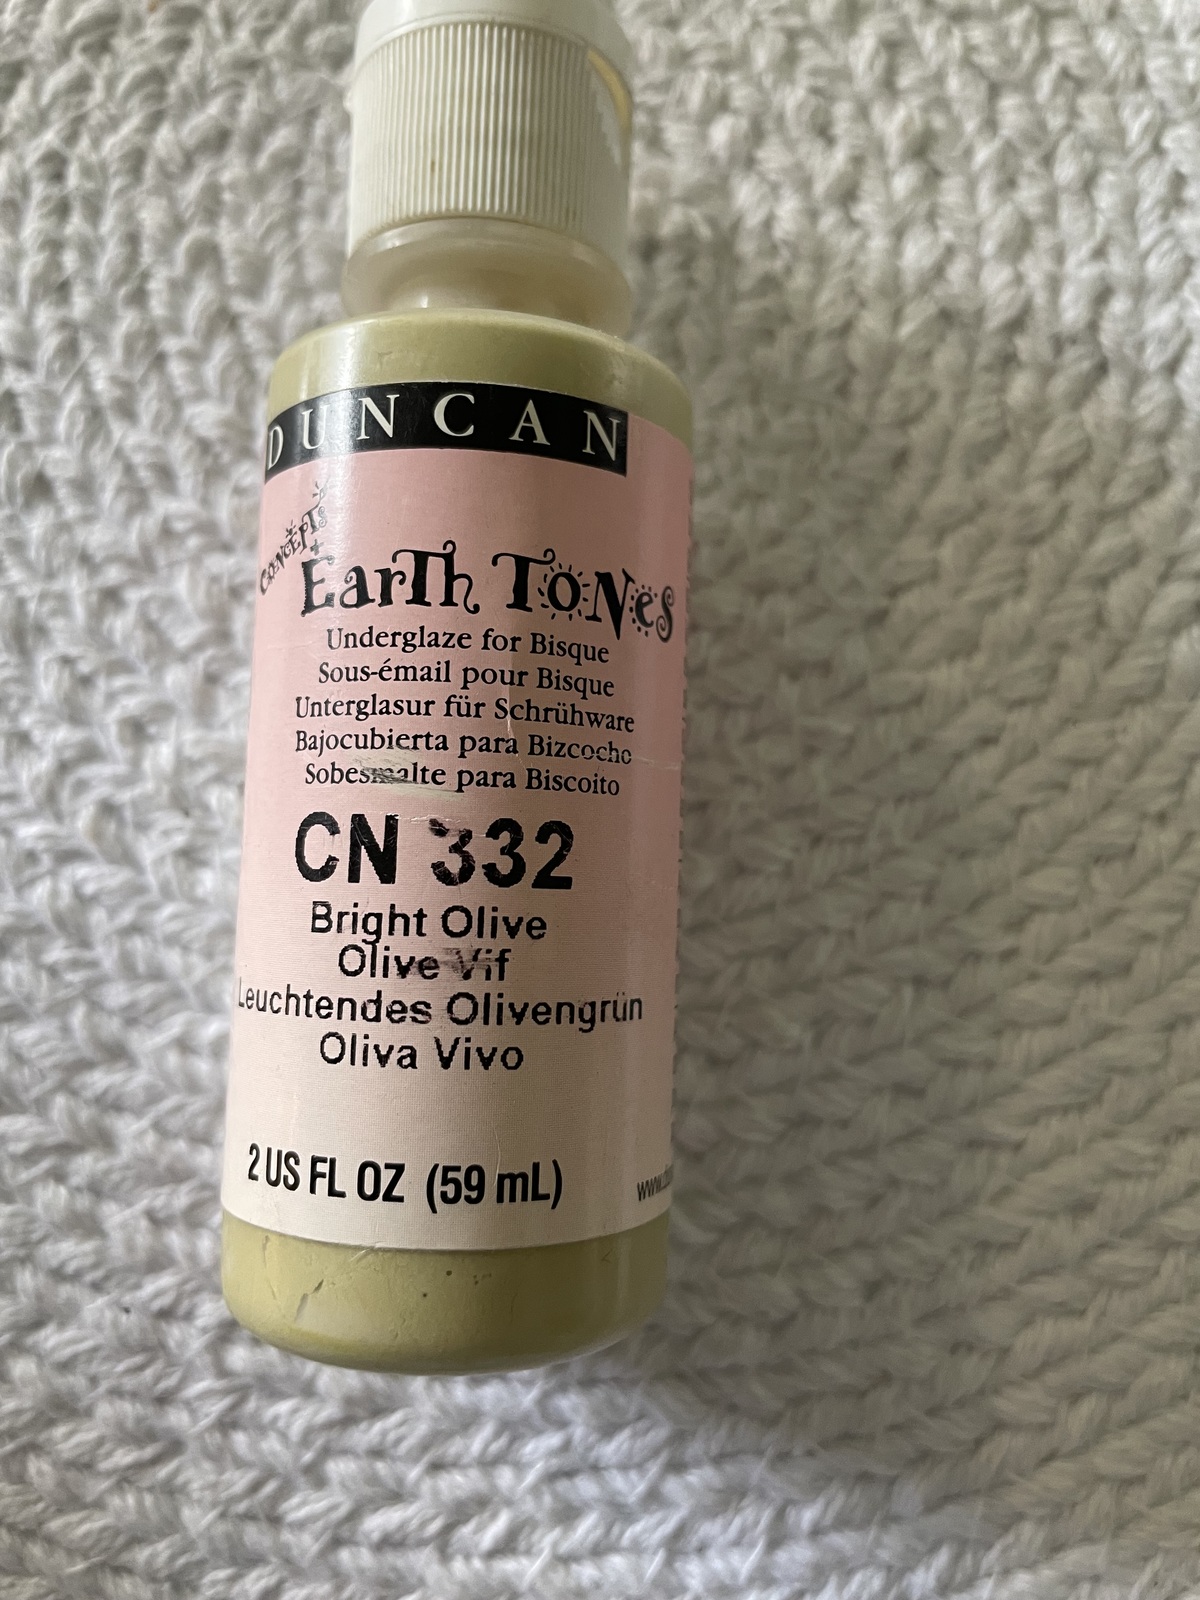 DUNCAN
CONCEPTS
+
Earth Tones
Underglaze for Bisque
Sous-émail pour Bisque
Unterglasur für Schrühware
Bajocubierta para Bizcocho
Sobesmalte para Biscoito
CN 332
Bright Olive
Olive Vif
Leuchtendes Olivengrün
Oliva Vivo
2 US FL OZ (59 mL)